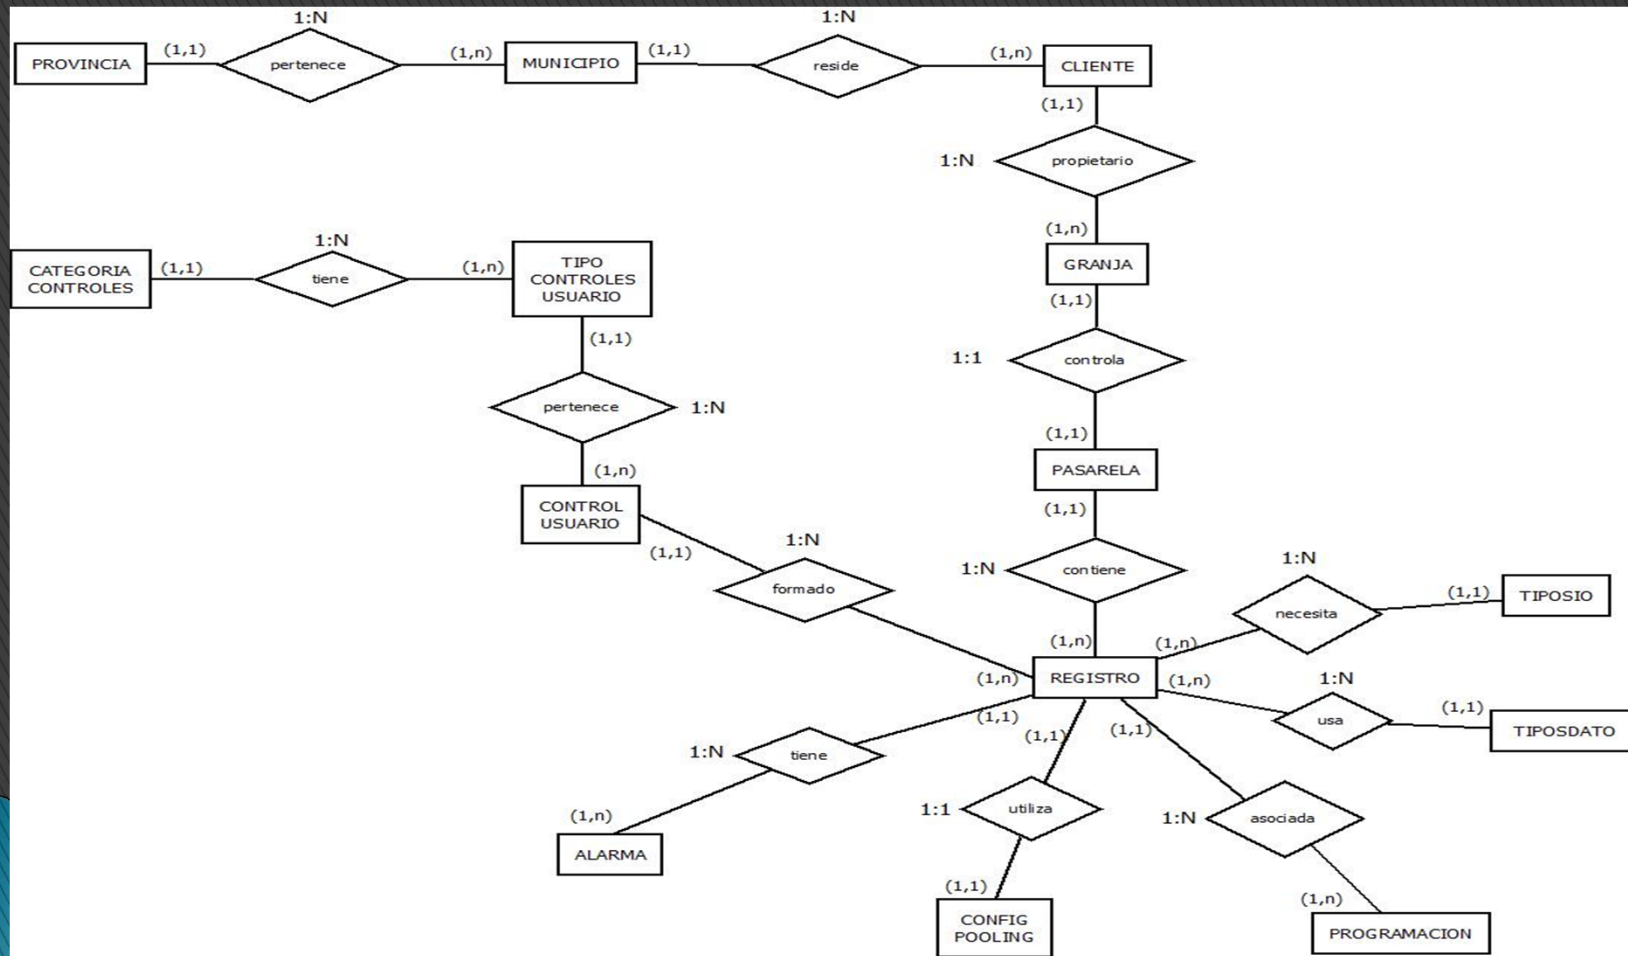 1:N
1:N
PROVINCIA
(1,1)
pertenece
(1,n)
MUNICIPIO
(1,1)
reside
(1,n)
CLIENTE
(1,1)
1:N
propietario
(1,n)
GRANJA
(1,1)
1:1
controla
(1,1)
PASARELA
(1,1)
1:N
contiene
(1,n)
1:N
CATEGORIA
CONTROLES
(1,1)
tiene
(1,n)
TIPO
CONTROLES
USUARIO
(1,1)
pertenece
1:N
(1,n)
CONTROL
USUARIO
(1,1)
1:N
formado
(1,n)
REGISTRO
1:N
(1,n)
necesita
(1,1)
TIPOSIO
1:N
(1,n)
usa
(1,1)
TIPOSDATO
(1,1)
1:N
tiene
(1,n)
ALARMA
(1,1)
1:1
utiliza
(1,1)
CONFIG
POOLING
(1,1)
1:N
asociada
(1,n)
PROGRAMACION